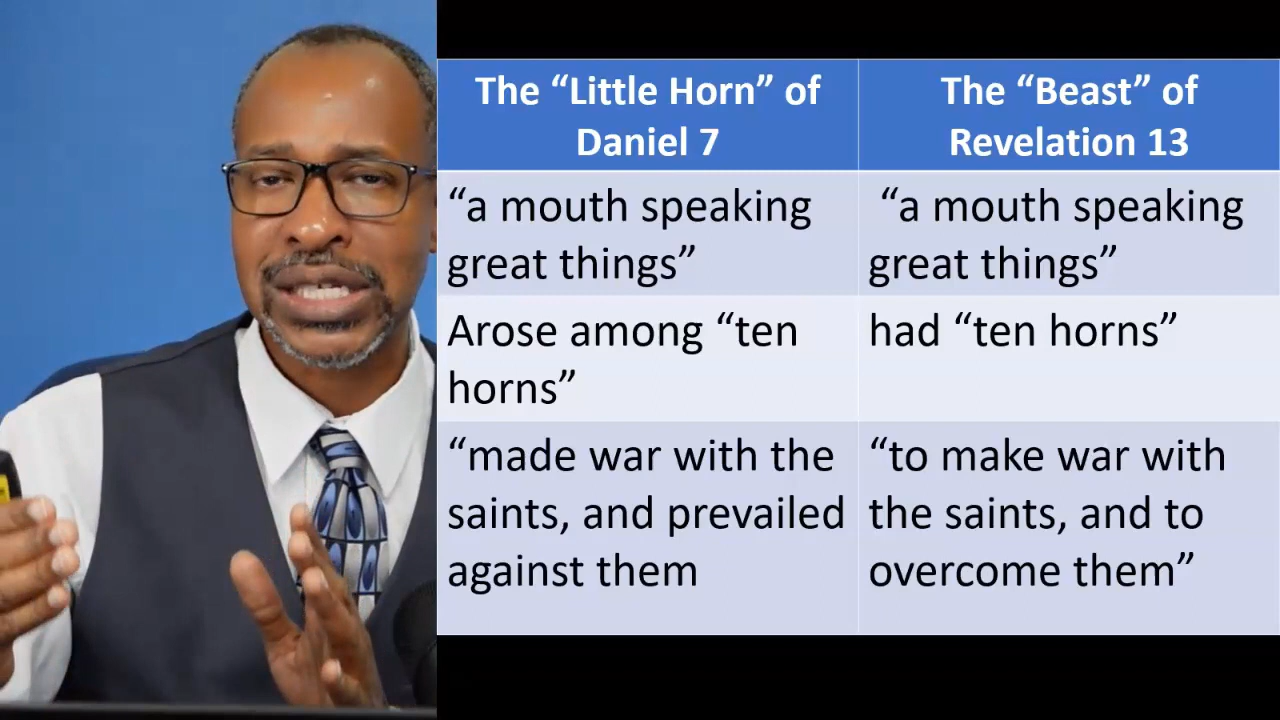 The “Little Horn” of
Daniel 7
The “Beast” of
Revelation 13
“a mouth speaking
great things”
“a mouth speaking
great things”
Arose among “ten
horns”
had “ten horns”
“made war with the
saints, and prevailed
against them
“to make war with
the saints, and to
overcome them”